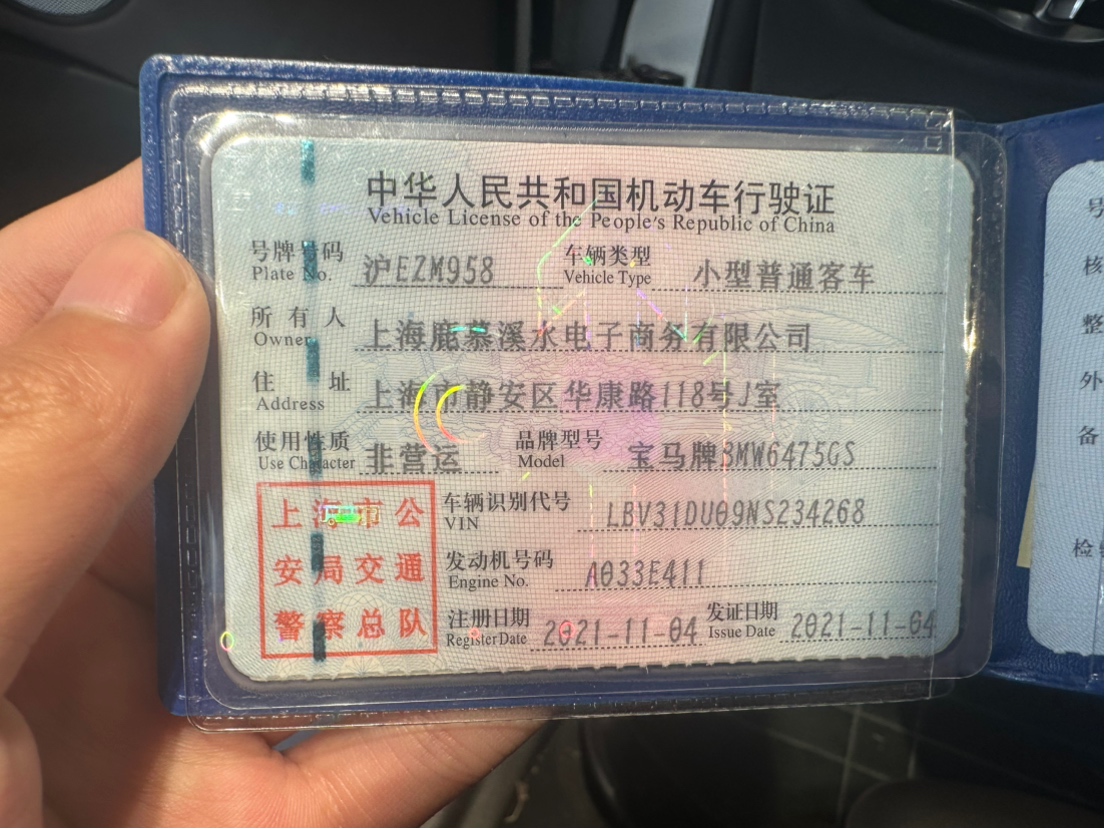 中华人民共和国机动车行驶证
Vehicle License of the People's Republic of China
号牌号码 沪EZM958 车辆类型 小型普通客车
Plate No. Vehicle Type
所有人 上海鹿慕溪水电子商务有限公司
Owner
住址 上海市静安区华康路118号J室
Address
使用性质 非营运 品牌型号 宝马牌BMW6475GS
Use Character Model
上海市公
安局交通
警察总队
车辆识别代号 LBV31DU09NS234268
VIN
发动机号码 A033E411
Engine No.
注册日期 2021-11-04 发证日期 2021-11-04
Register Date Issue Date
号
核
整
外
备
检验